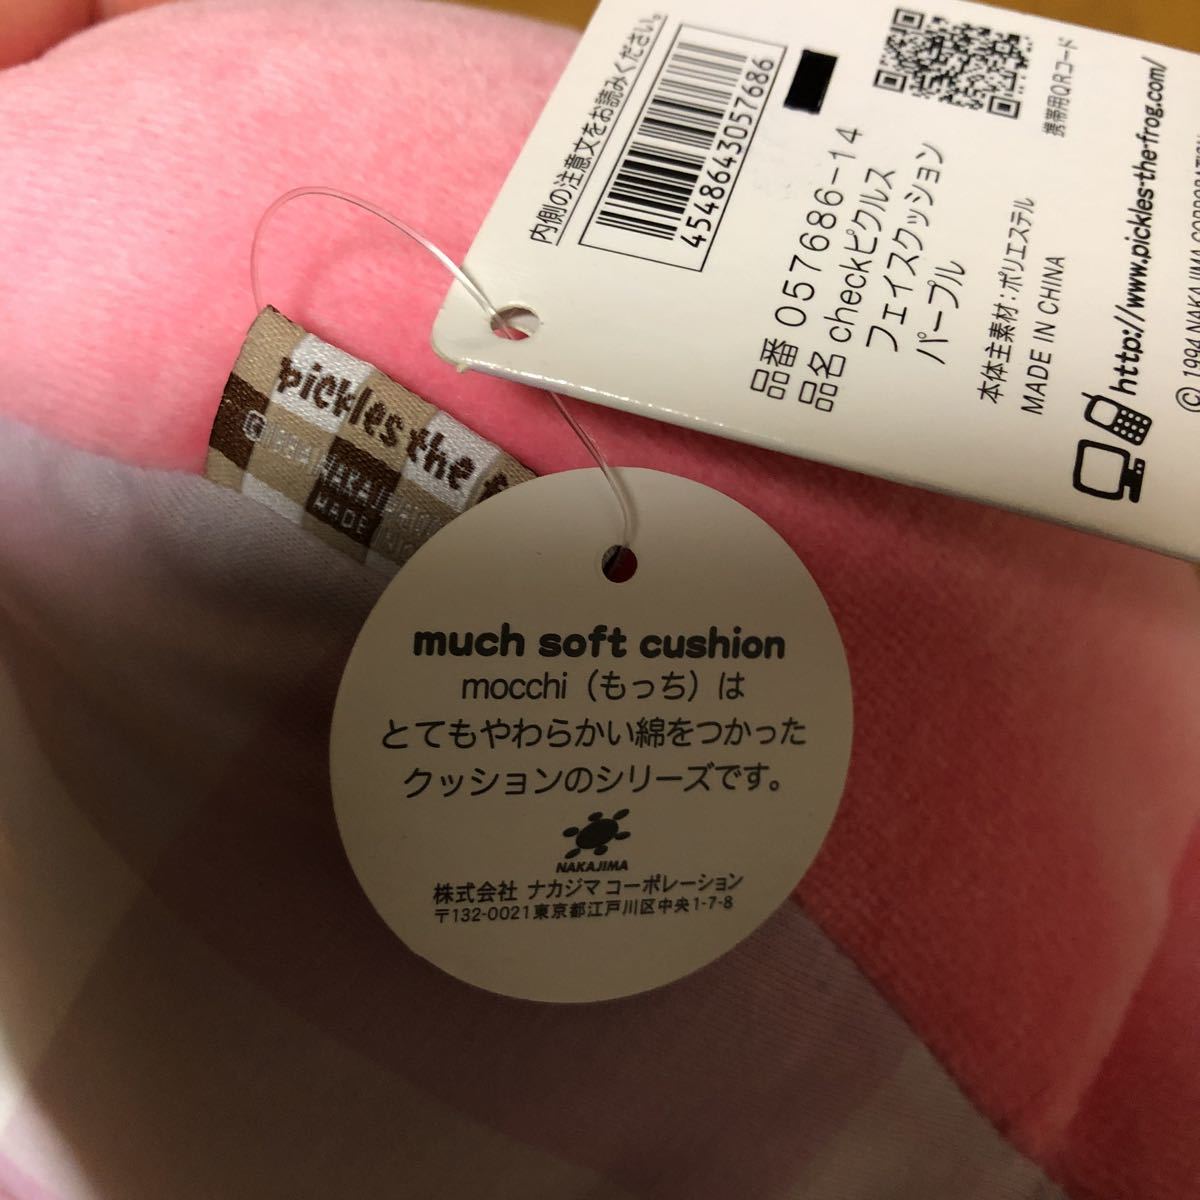 内側の注意文をお読みください。
4548643057686
携帯用QRコード
品番 057686-14
品名 checkピクルス
フェイスクッション
パープル
本体主素材：ポリエステル
MADE IN CHINA
http://www.pickles-the-frog.com/
© 1994 NAKAJIMA CORPORATION
pickles the
MADE
much soft cushion
mocchi（もっち）は
とてもやわらかい綿をつかった
クッションのシリーズです。
NAKAJIMA
株式会社 ナカジマコーポレーション
〒132-0021東京都江戸川区中央1-7-8